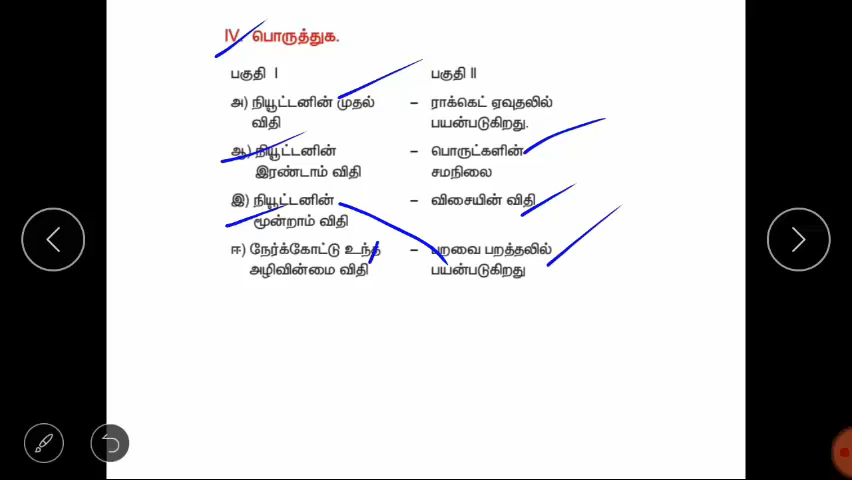 IV. பொருத்துக.
பகுதி I பகுதி II
அ) நியூட்டனின் முதல் – ராக்கெட் ஏவுதலில்
விதி பயன்படுகிறது.
ஆ) நியூட்டனின் – பொருட்களின்
இரண்டாம் விதி சமநிலை
இ) நியூட்டனின் – விசையின் விதி
மூன்றாம் விதி
ஈ) நேர்க்கோட்டு உந்த – பறவை பறத்தலில்
அழிவின்மை விதி பயன்படுகிறது